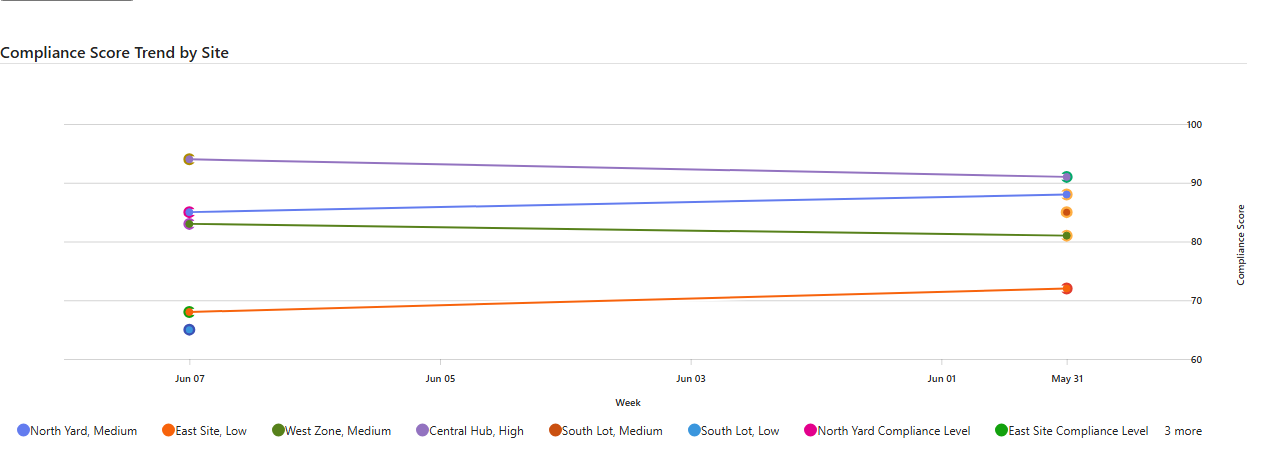 Compliance Score Trend by Site
100
90
80
70
60
Compliance Score
Jun 07 Jun 05 Jun 03 Jun 01 May 31
Week
North Yard, Medium East Site, Low West Zone, Medium Central Hub, High South Lot, Medium South Lot, Low North Yard Compliance Level East Site Compliance Level 3 more